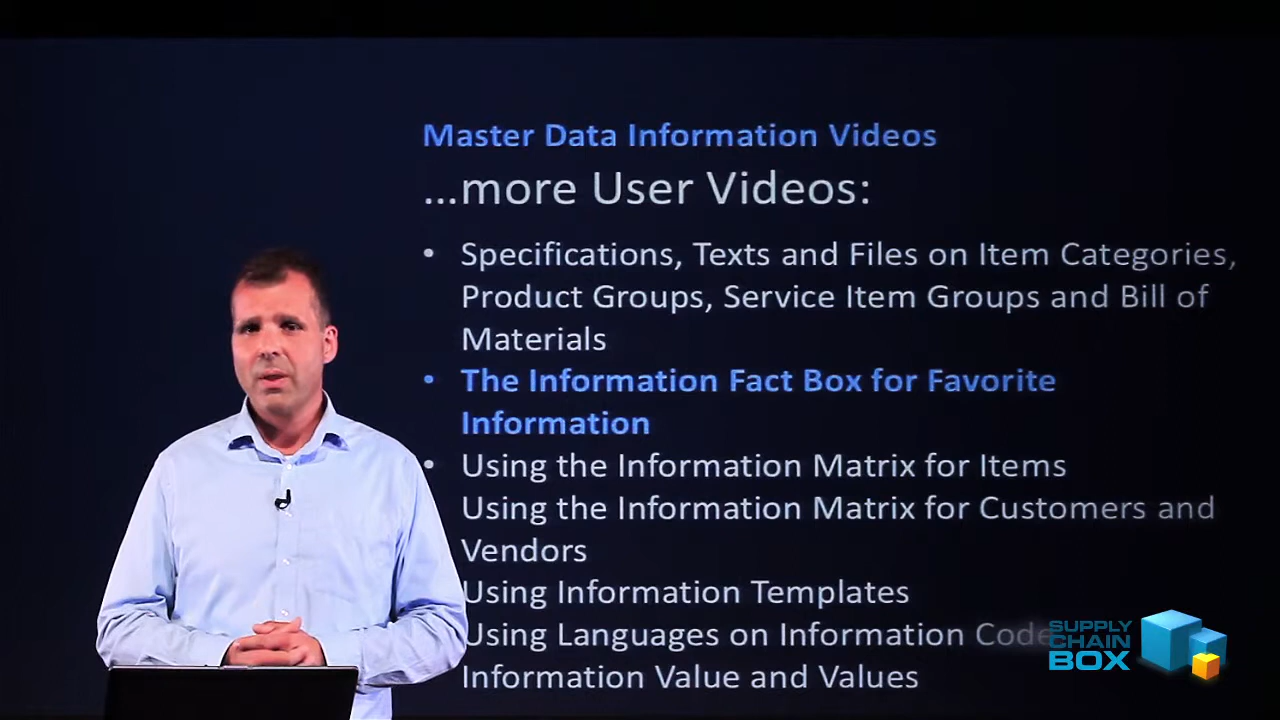 Master Data Information Videos
...more User Videos:
• Specifications, Texts and Files on Item Categories,
Product Groups, Service Item Groups and Bill of
Materials
• The Information Fact Box for Favorite
Information
• Using the Information Matrix for Items
Using the Information Matrix for Customers and
Vendors
Using Information Templates
Using Languages on Information
Information Value and Values
SUPPLY
CHAIN
BOX